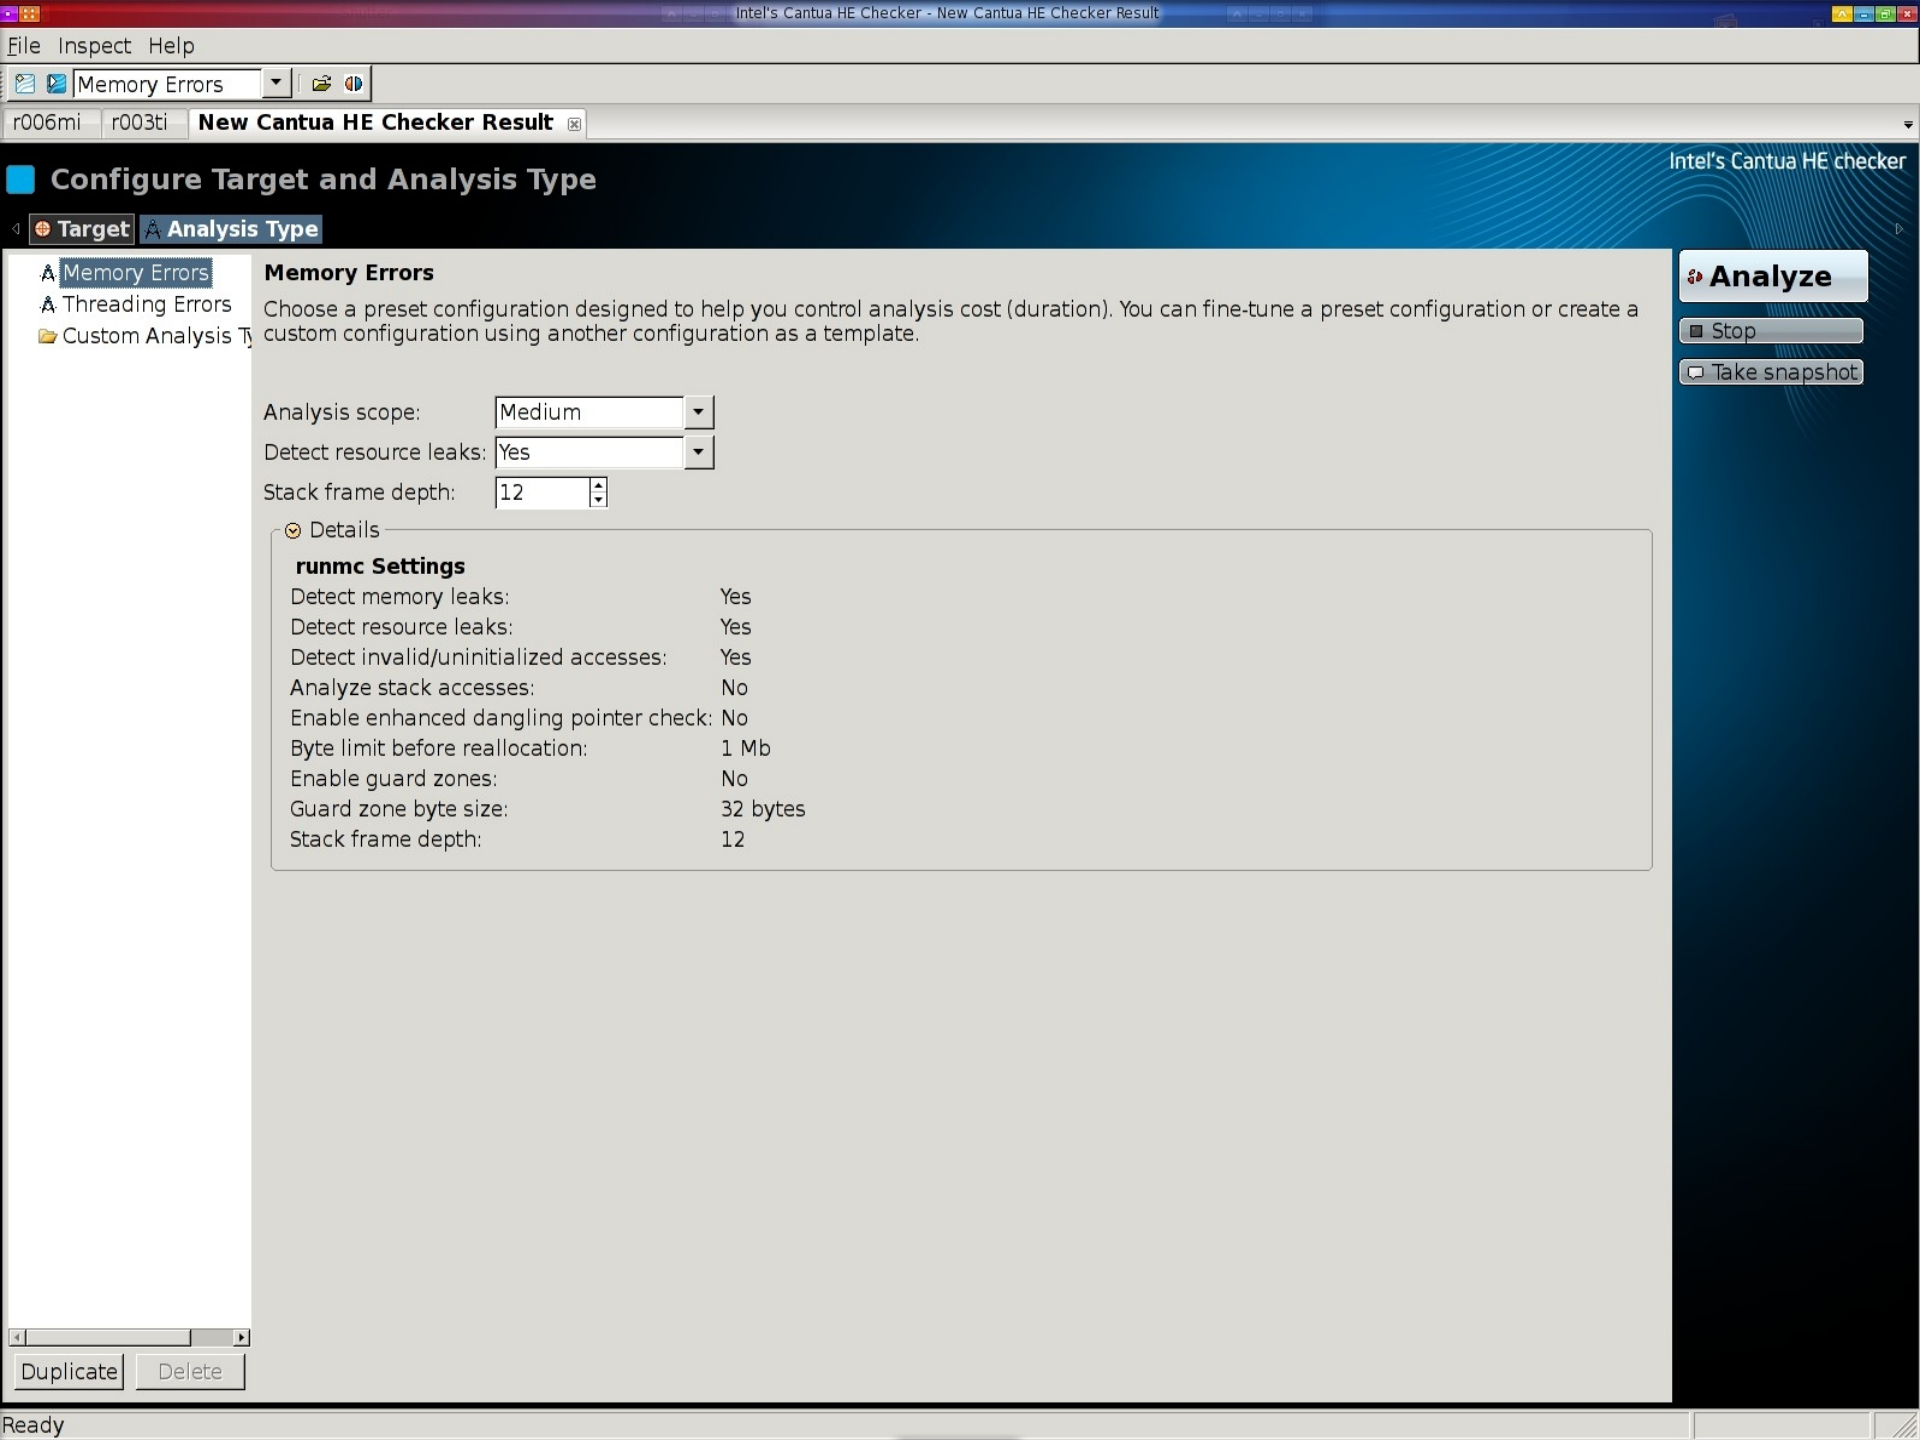 Intel's Cantua HE Checker - New Cantua HE Checker Result
File Inspect Help
Memory Errors
r006mi r003ti New Cantua HE Checker Result
Intel's Cantua HE checker
Configure Target and Analysis Type
Target Analysis Type
Memory Errors
Threading Errors
Custom Analysis Ty
Memory Errors
Choose a preset configuration designed to help you control analysis cost (duration). You can fine-tune a preset configuration or create a
custom configuration using another configuration as a template.
Analysis scope: Medium
Detect resource leaks: Yes
Stack frame depth: 12
Details
runmc Settings
Detect memory leaks: Yes
Detect resource leaks: Yes
Detect invalid/uninitialized accesses: Yes
Analyze stack accesses: No
Enable enhanced dangling pointer check: No
Byte limit before reallocation: 1 Mb
Enable guard zones: No
Guard zone byte size: 32 bytes
Stack frame depth: 12
Analyze
Stop
Take snapshot
Duplicate Delete
Ready